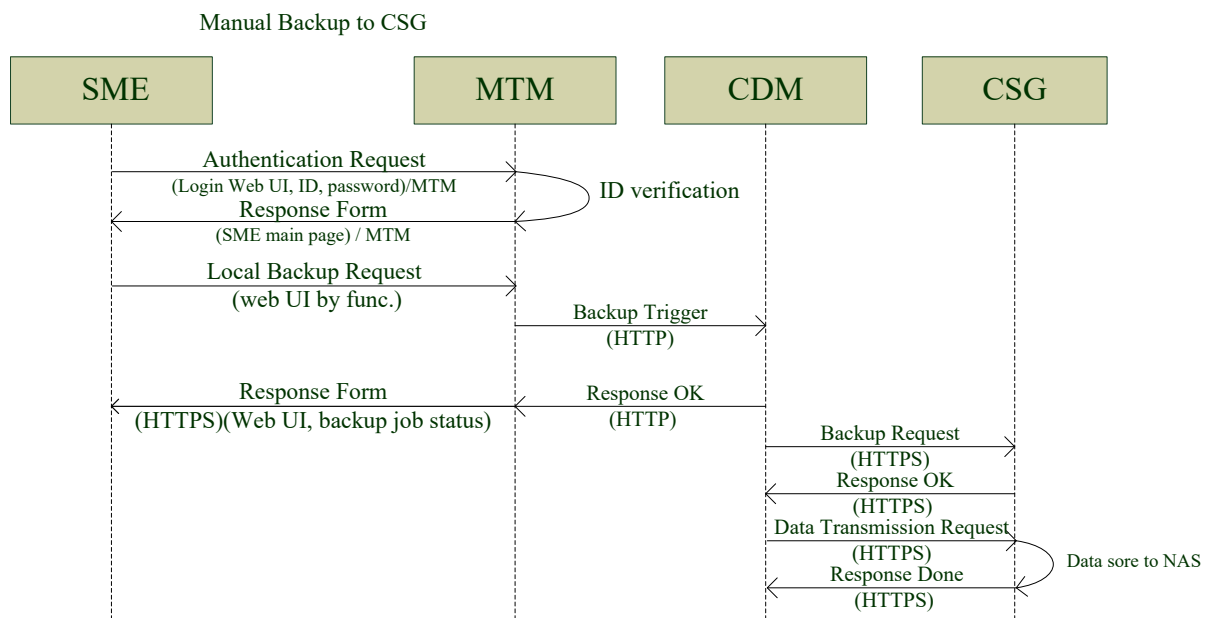 Manual Backup to CSG
SME
MTM
CDM
CSG
Authentication Request
(Login Web UI, ID, password)/MTM
ID verification
Response Form
(SME main page) / MTM
Local Backup Request
(web UI by func.)
Backup Trigger
(HTTP)
Response Form
(HTTPS)(Web UI, backup job status)
Response OK
(HTTP)
Backup Request
(HTTPS)
Response OK
(HTTPS)
Data Transmission Request
(HTTPS)
Data sore to NAS
Response Done
(HTTPS)